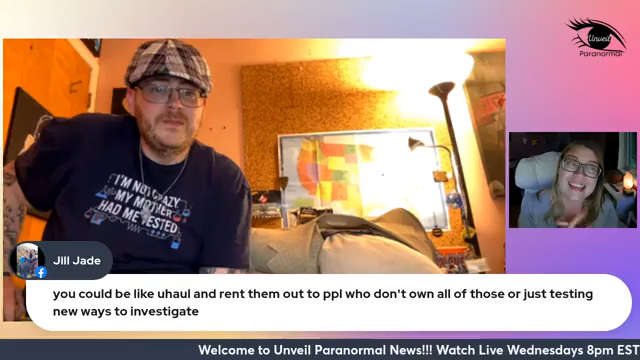 Unveil
Paranormal
I'M NOT CRAZY
MY MOTHER
HAD ME TESTED
Jill Jade
you could be like uhaul and rent them out to ppl who don't own all of those or just testing
new ways to investigate
Welcome to Unveil Paranormal News!!! Watch Live Wednesdays 8pm EST